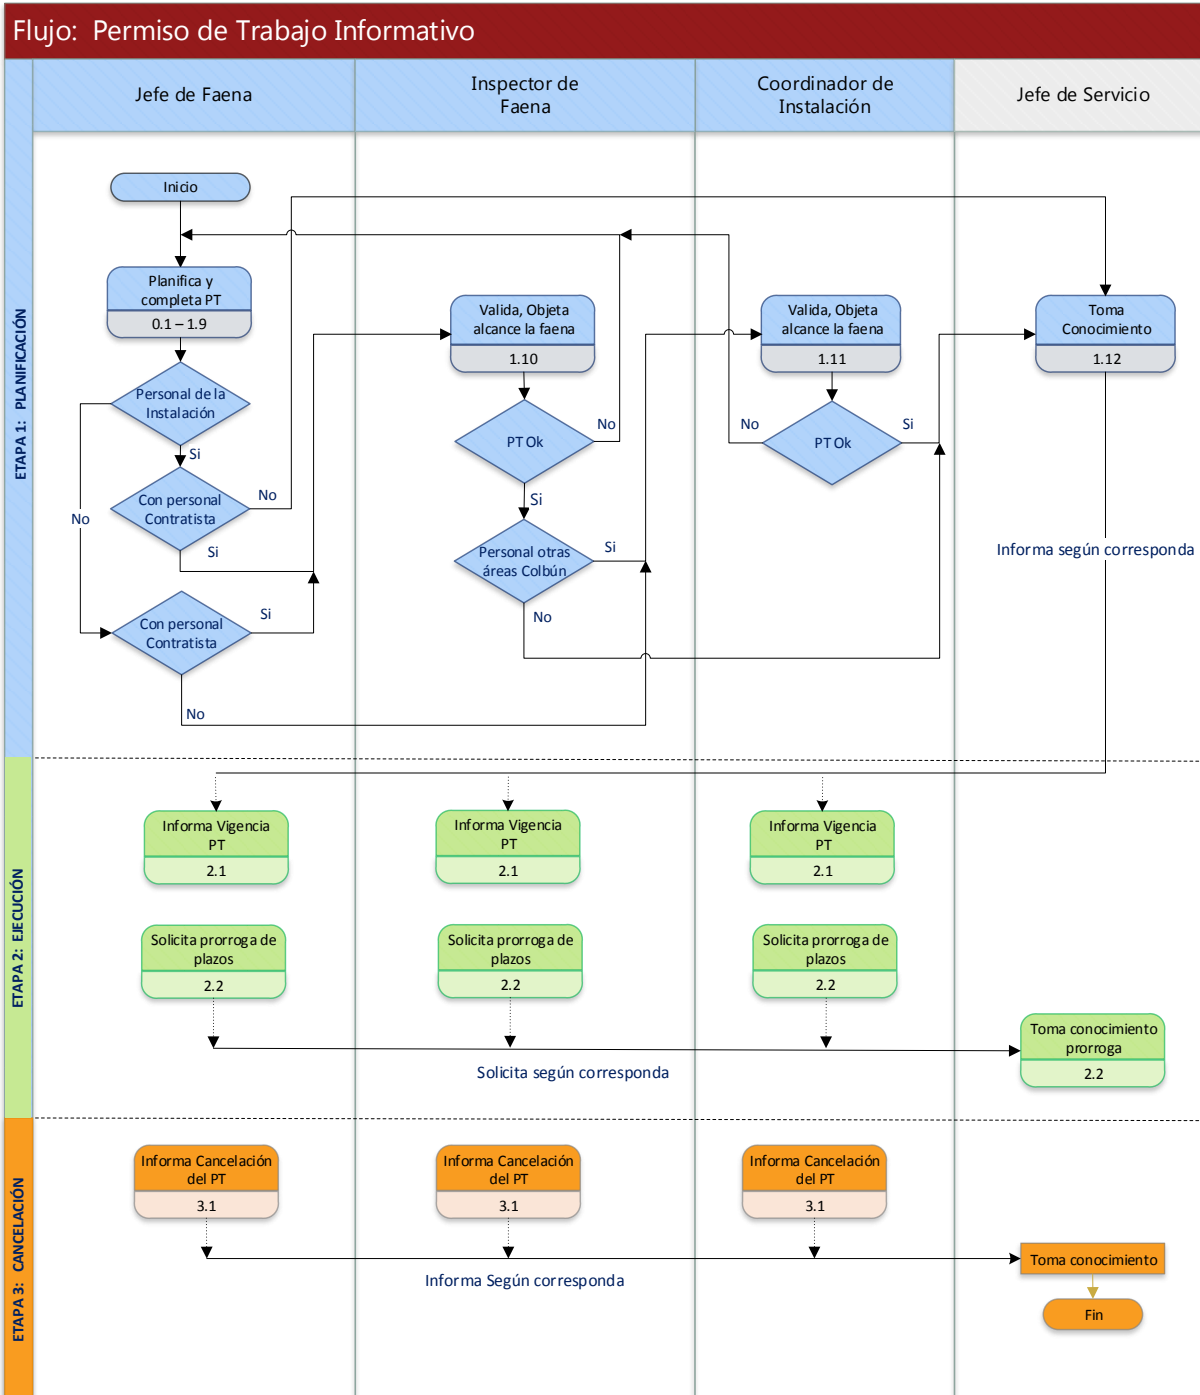 Flujo:  Permiso de Trabajo Informativo
Jefe de Faena
Inspector de
Faena
Coordinador de
Instalación
Jefe de Servicio
ETAPA 1:  PLANIFICACIÓN
Inicio
Planifica y
completa PT
0.1 – 1.9
Personal de la
Instalación
Si
No
Con personal
Contratista
No
Si
Con personal
Contratista
Si
No
Valida, Objeta
alcance la faena
1.10
PT Ok
No
Si
Personal otras
áreas Colbún
Si
No
Valida, Objeta
alcance la faena
1.11
No
PT Ok
Si
Toma
Conocimiento
1.12
Informa según corresponda
ETAPA 2:  EJECUCIÓN
Informa Vigencia
PT
2.1
Informa Vigencia
PT
2.1
Informa Vigencia
PT
2.1
Solicita prorroga de
plazos
2.2
Solicita prorroga de
plazos
2.2
Solicita prorroga de
plazos
2.2
Solicita según corresponda
Toma conocimiento
prorroga
2.2
ETAPA 3:  CANCELACIÓN
Informa Cancelación
del PT
3.1
Informa Cancelación
del PT
3.1
Informa Cancelación
del PT
3.1
Informa Según corresponda
Toma conocimiento
Fin